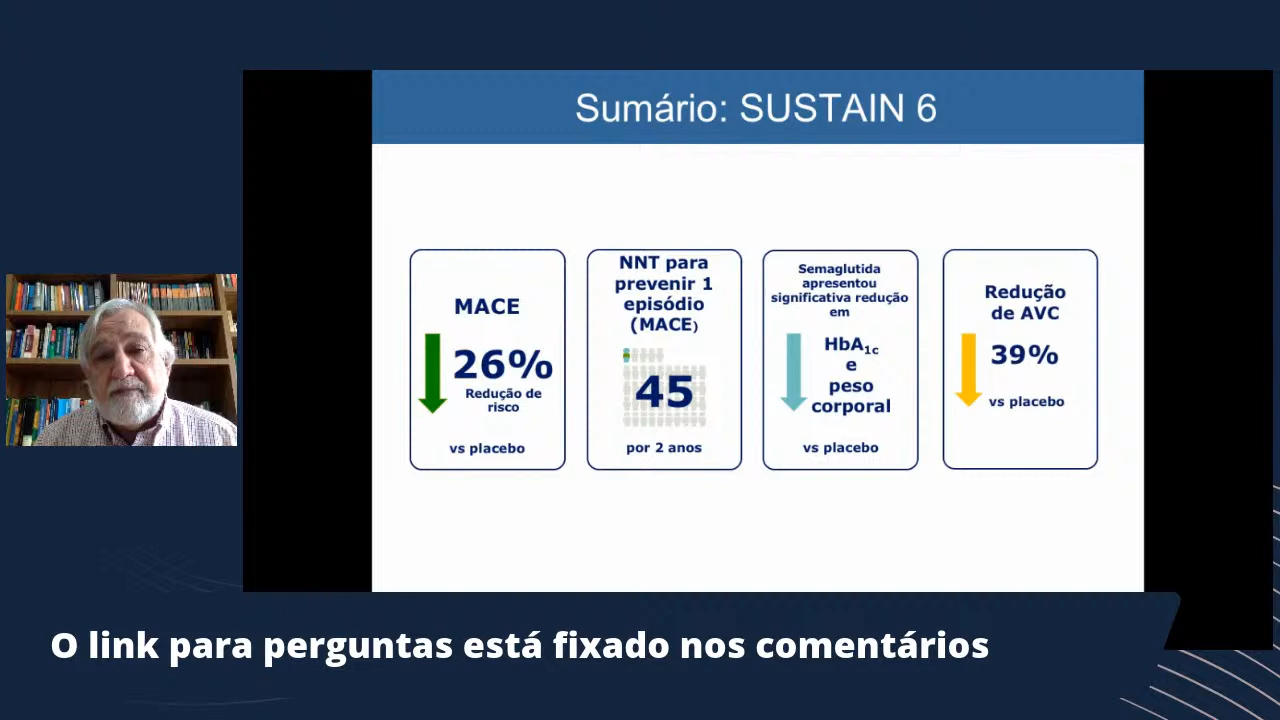 Sumário: SUSTAIN 6
MACE
26%
Redução de
risco
vs placebo
NNT para
prevenir 1
episódio
(MACE)
45
por 2 anos
Semaglutida
apresentou
significativa redução
em
HbA1c
e
peso
corporal
vs placebo
Redução
de AVC
39%
vs placebo
O link para perguntas está fixado nos comentários